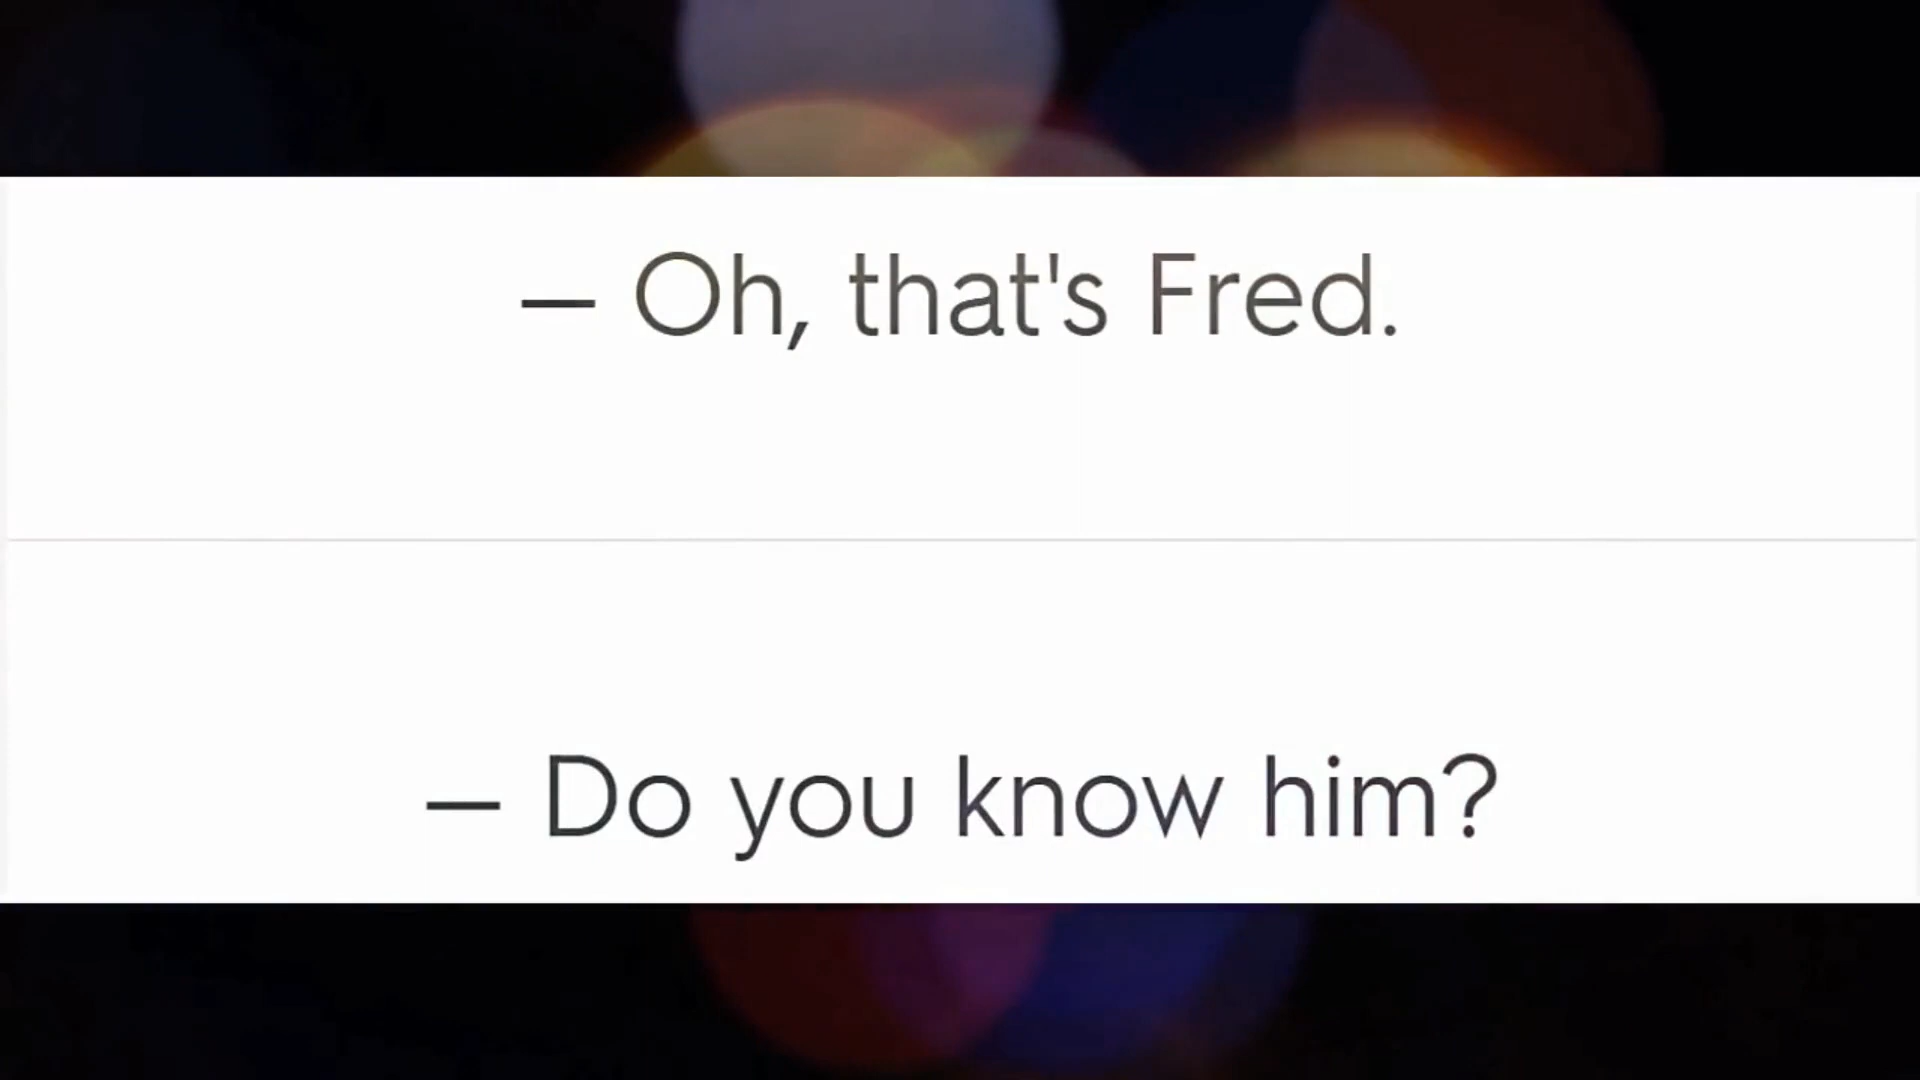 — Oh, that's Fred.
— Do you know him?